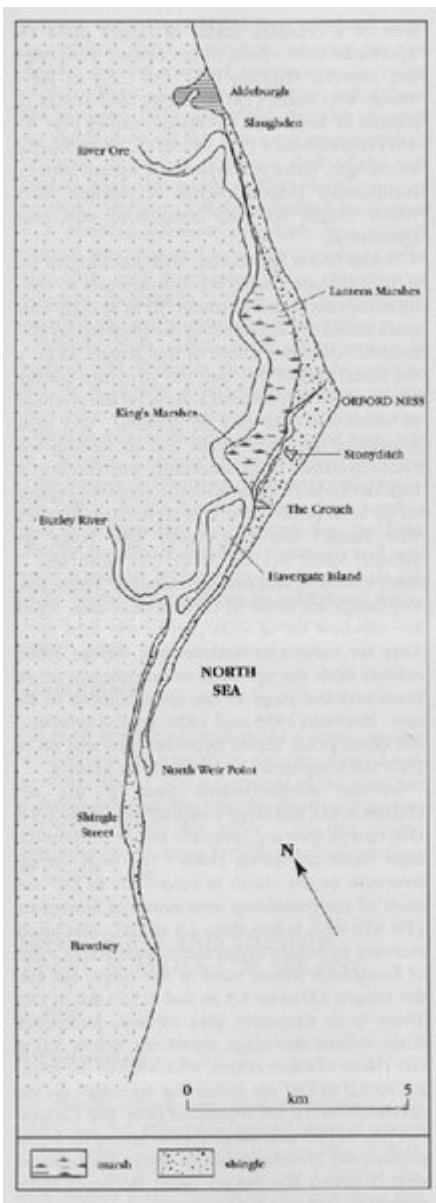 Aldeburgh
Slaughden
River Ore
Lantern Marshes
ORFORD NESS
King's Marshes
Stonyditch
The Crouch
Butley River
Havergate Island
NORTH
SEA
North Weir Point
Shingle
Street
N
Bawdsey
0 5
km
marsh shingle